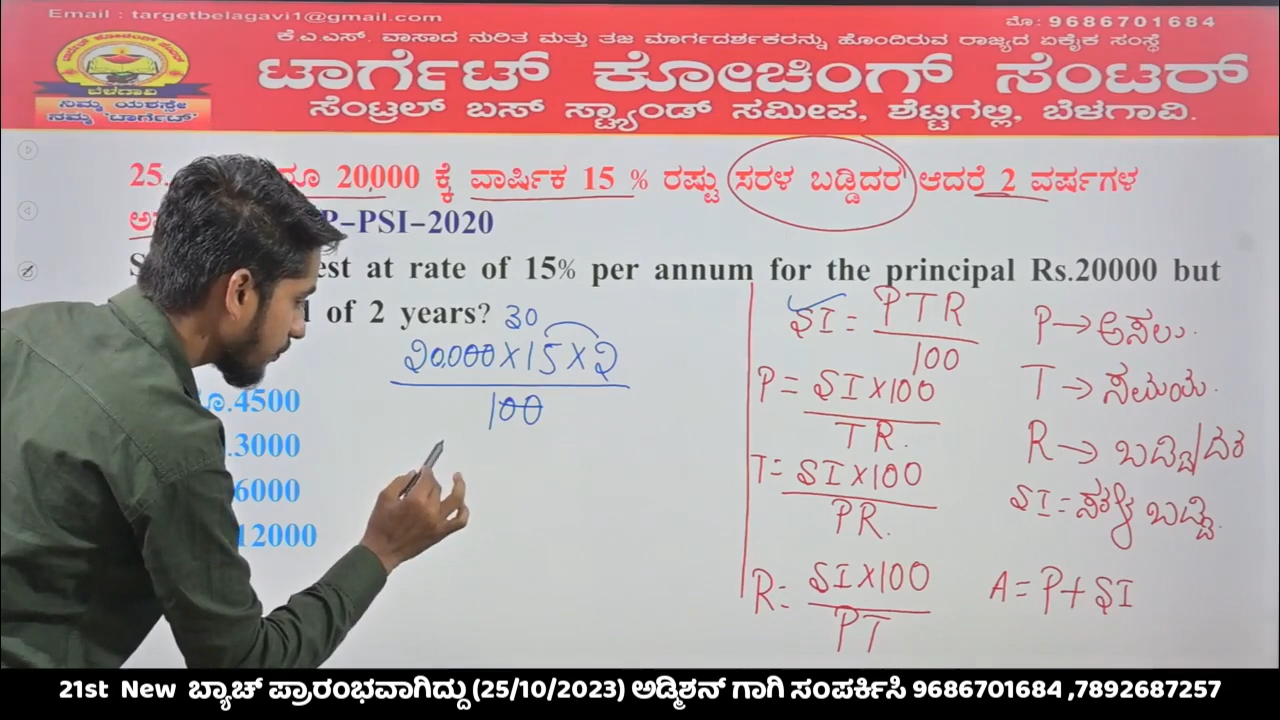 Email : targetbelagavi1@gmail.com
ಮೊ: 9686701684
ಕೆ.ಎ.ಎಸ್. ವಾಸಾದ ನುರಿತ ಮತ್ತು ತಜ್ಞ ಮಾರ್ಗದರ್ಶಕರನ್ನು ಹೊಂದಿರುವ ರಾಜ್ಯದ ಏಕೈಕ ಸಂಸ್ಥೆ
ಟಾರ್ಗೆಟ್ ಕೋಚಿಂಗ್ ಸೆಂಟರ್
ಸೆಂಟ್ರಲ್ ಬಸ್ ಸ್ಟ್ಯಾಂಡ್ ಸಮೀಪ, ಶೆಟ್ಟಿಗಲ್ಲಿ, ಬೆಳಗಾವಿ.
ಬೆಳಗಾವಿ
ನಿಮ್ಮ ಯಶಸ್ಸೇ
ನಮ್ಮ "ಟಾರ್ಗೆಟ್"
25. ರೂ 20000 ಕ್ಕೆ ವಾರ್ಷಿಕ 15 % ರಷ್ಟು ಸರಳ ಬಡ್ಡಿದರ ಆದರೆ 2 ವರ್ಷಗಳ
P-PSI-2020
est at rate of 15% per annum for the principal Rs.20000 but
of 2 years?
30
20,000 × 15 × 2
100
ರೂ.4500
.3000
6000
12000
SI = PTR
100
P = SI × 100
TR.
T = SI × 100
PR.
R = SI × 100
PT
P → ಅಸಲು.
T → ಸಮಯ.
R → ಬಡ್ಡಿ/ದರ
SI = ಸರಳ ಬಡ್ಡಿ.
A = P + SI
21st New ಬ್ಯಾಚ್ ಪ್ರಾರಂಭವಾಗಿದ್ದು (25/10/2023) ಅಡ್ಮಿಶನ್ ಗಾಗಿ ಸಂಪರ್ಕಿಸಿ 9686701684 ,7892687257